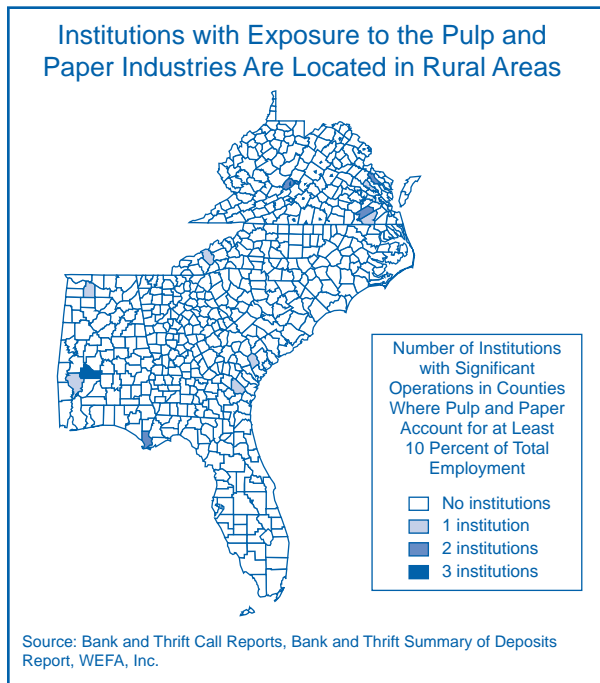 Institutions with Exposure to the Pulp and
Paper Industries Are Located in Rural Areas
Number of Institutions
with Significant
Operations in Counties
Where Pulp and Paper
Account for at Least
10 Percent of Total
Employment
No institutions
1 institution
2 institutions
3 institutions
Source: Bank and Thrift Call Reports, Bank and Thrift Summary of Deposits
Report, WEFA, Inc.